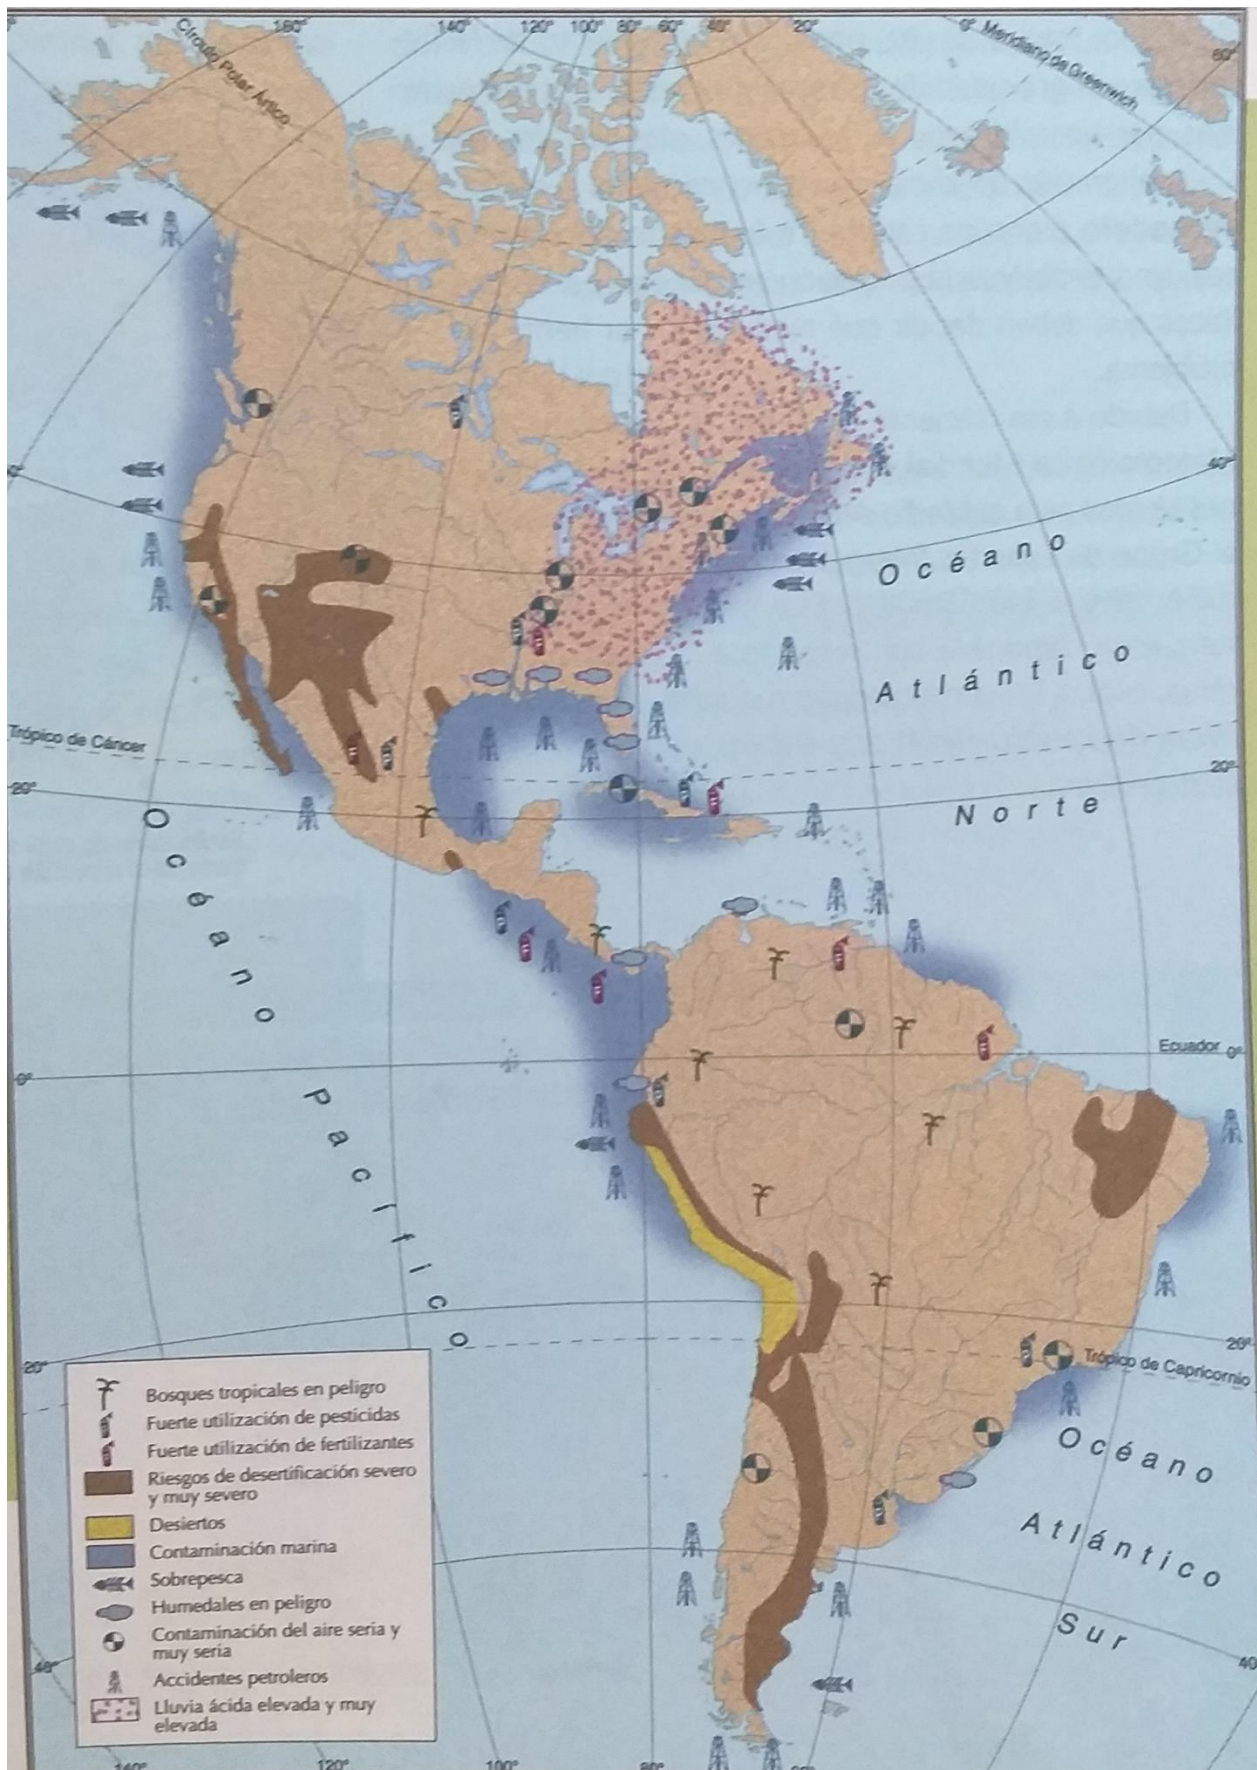 160°
140°
120°
100°
80°
60°
40°
20°
0°
Círculo Polar Ártico
Meridiano de Greenwich
60°
40°
Océano
Atlántico
Norte
Trópico de Cáncer
20°
20°
Océano
Pacífico
Ecuador 0°
0°
20°
20°
Trópico de Capricornio
Océano
Atlántico
Sur
Bosques tropicales en peligro
Fuerte utilización de pesticidas
Fuerte utilización de fertilizantes
Riesgos de desertificación severo
y muy severo
Desiertos
Contaminación marina
Sobrepesca
Humedales en peligro
Contaminación del aire seria y
muy seria
Accidentes petroleros
Lluvia ácida elevada y muy
elevada
40°
40°
140°
120°
100°
80°